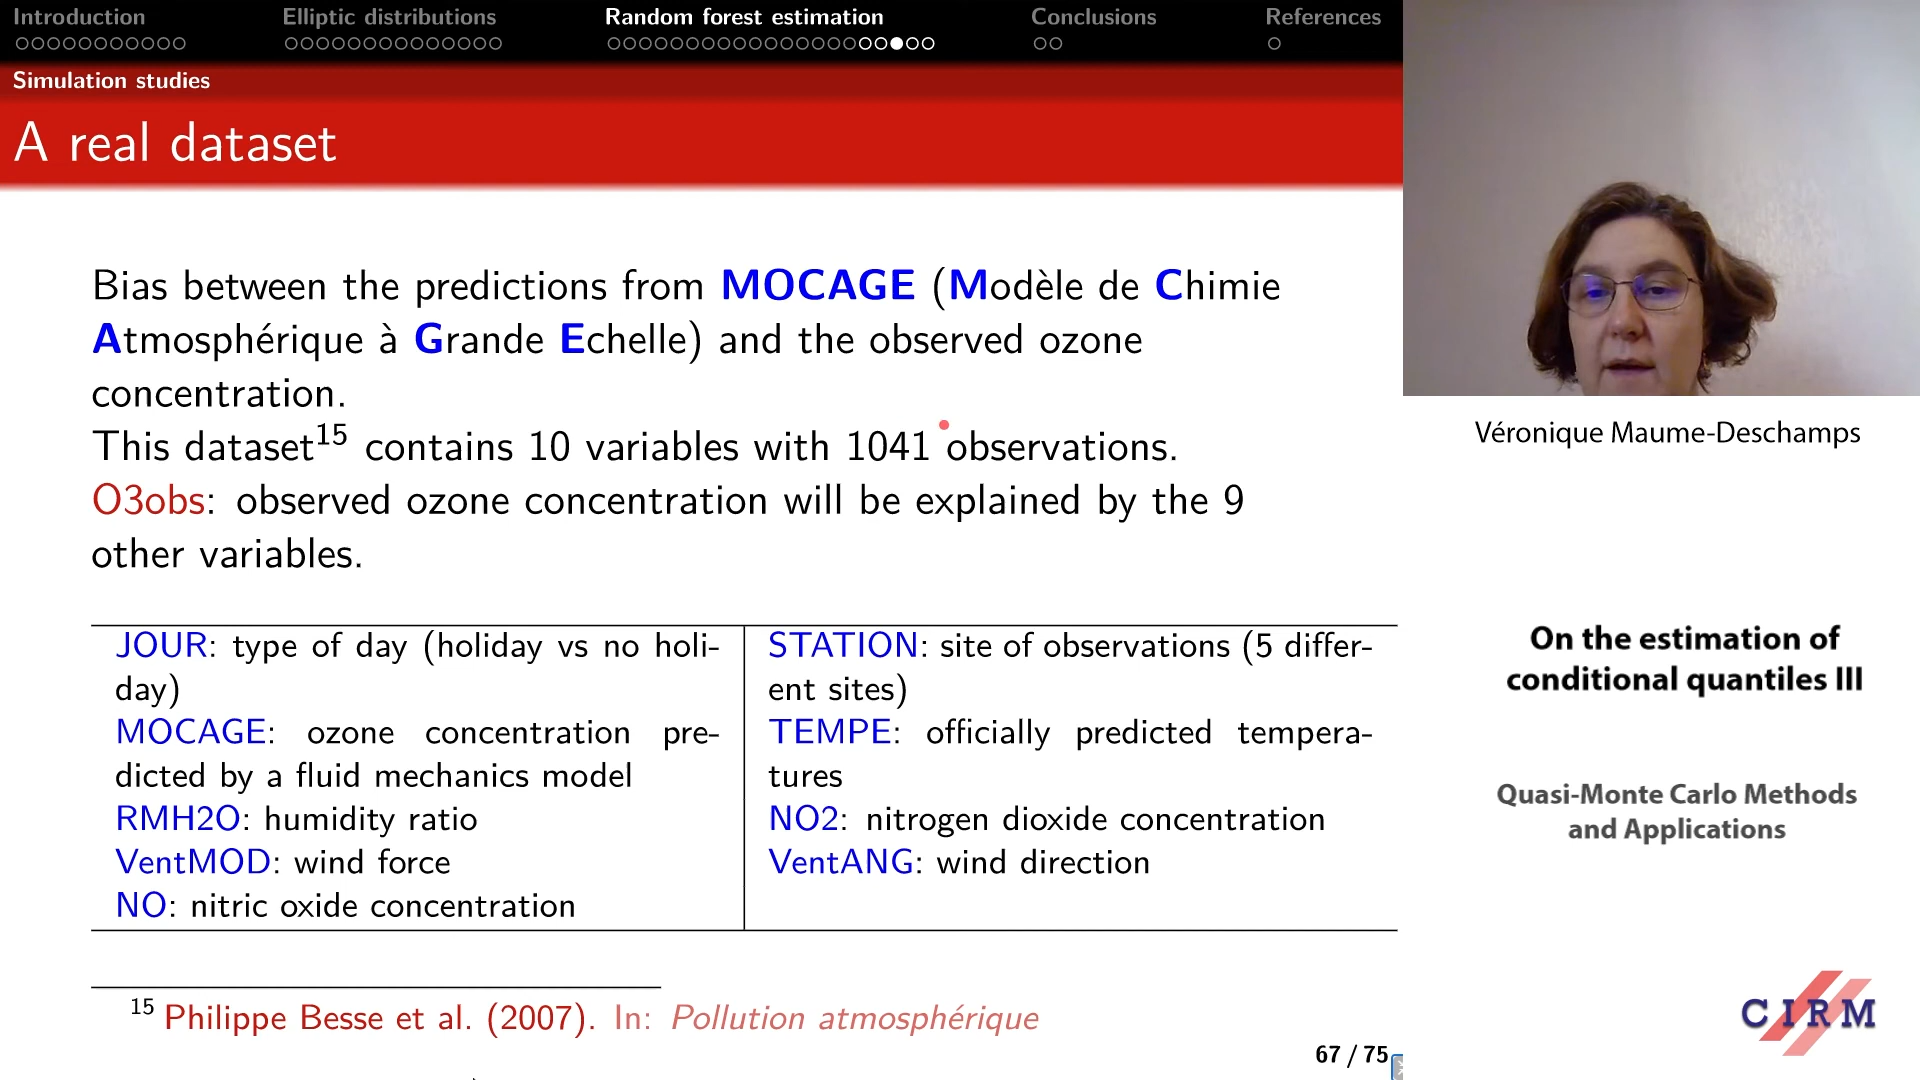 Introduction Elliptic distributions Random forest estimation Conclusions References
Simulation studies
A real dataset
Bias between the predictions from MOCAGE (Modèle de Chimie
Atmosphérique à Grande Echelle) and the observed ozone
concentration.
This dataset15 contains 10 variables with 1041 observations.
O3obs: observed ozone concentration will be explained by the 9
other variables.
JOUR: type of day (holiday vs no holi-
day)
MOCAGE: ozone concentration pre-
dicted by a fluid mechanics model
RMH2O: humidity ratio
VentMOD: wind force
NO: nitric oxide concentration
STATION: site of observations (5 differ-
ent sites)
TEMPE: officially predicted tempera-
tures
NO2: nitrogen dioxide concentration
VentANG: wind direction
15 Philippe Besse et al. (2007). In: Pollution atmosphérique
67 / 75
Véronique Maume-Deschamps
On the estimation of
conditional quantiles III
Quasi-Monte Carlo Methods
and Applications
CIRM